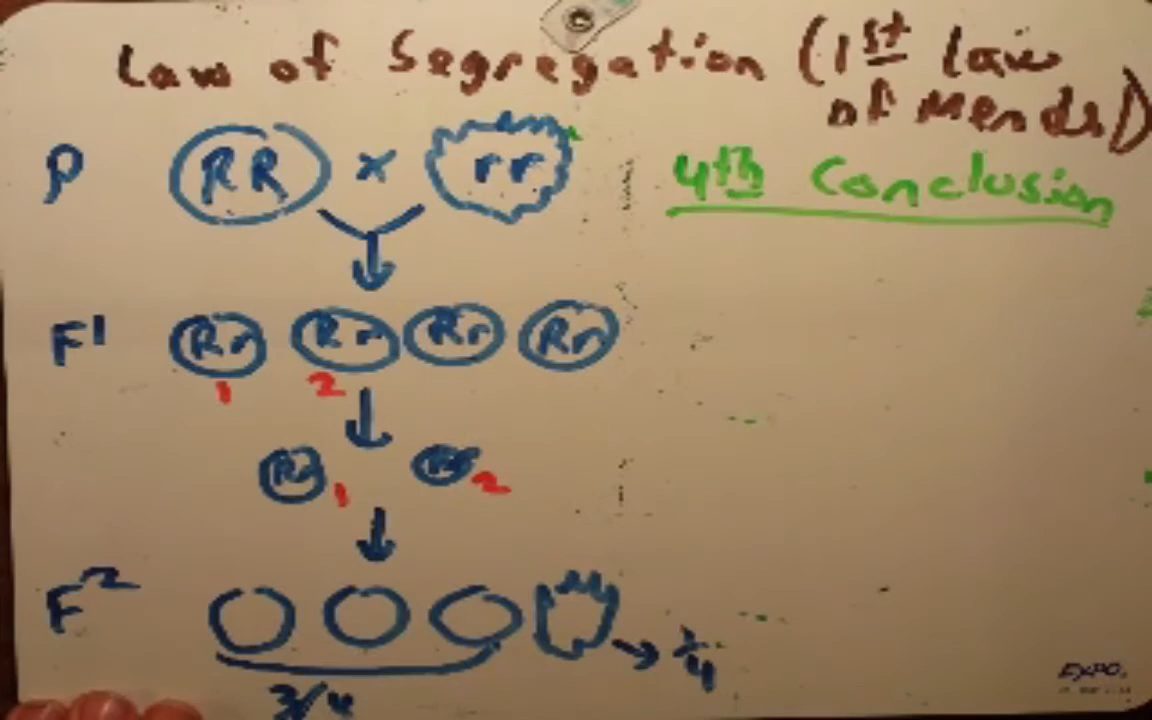 Law of Segregation (1st law
of Mendel)
P RR x rr
4th Conclusion
F1 Rr Rr Rr Rr
1 2
1 2
F2
3/4
1/4
EXPO